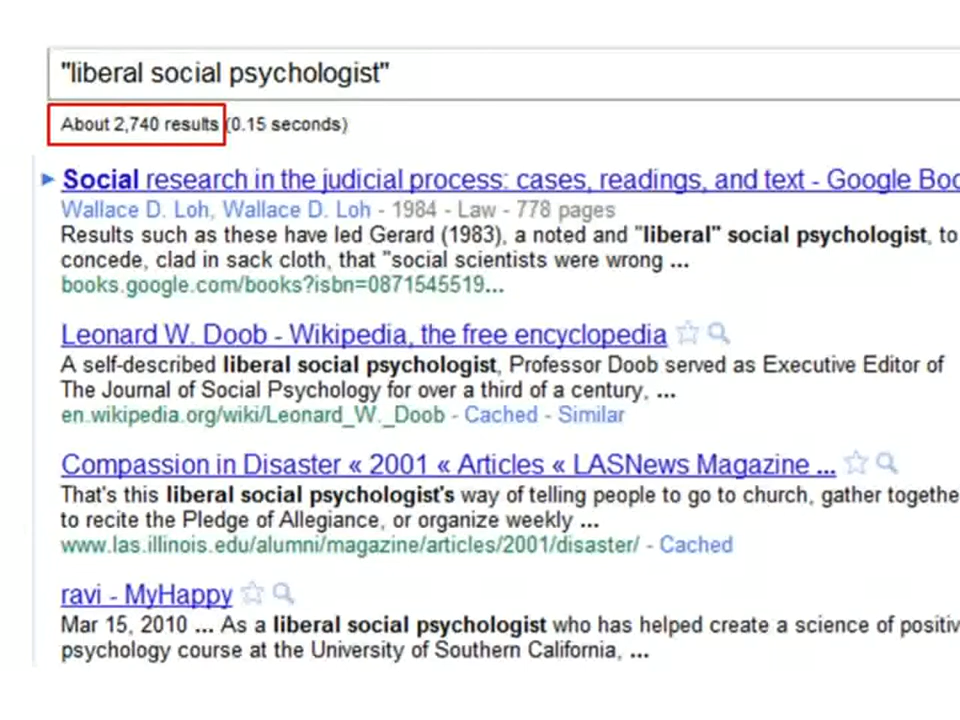 "liberal social psychologist"
About 2,740 results (0.15 seconds)
Social research in the judicial process: cases, readings, and text - Google Boo
Wallace D. Loh, Wallace D. Loh - 1984 - Law - 778 pages
Results such as these have led Gerard (1983), a noted and "liberal" social psychologist, to
concede, clad in sack cloth, that "social scientists were wrong ...
books.google.com/books?isbn=0871545519...
Leonard W. Doob - Wikipedia, the free encyclopedia
A self-described liberal social psychologist, Professor Doob served as Executive Editor of
The Journal of Social Psychology for over a third of a century, ...
en.wikipedia.org/wiki/Leonard_W._Doob - Cached - Similar
Compassion in Disaster « 2001 « Articles « LASNews Magazine ...
That's this liberal social psychologist's way of telling people to go to church, gather togethe
to recite the Pledge of Allegiance, or organize weekly ...
www.las.illinois.edu/alumni/magazine/articles/2001/disaster/ - Cached
ravi - MyHappy
Mar 15, 2010 ... As a liberal social psychologist who has helped create a science of positiv
psychology course at the University of Southern California, ...